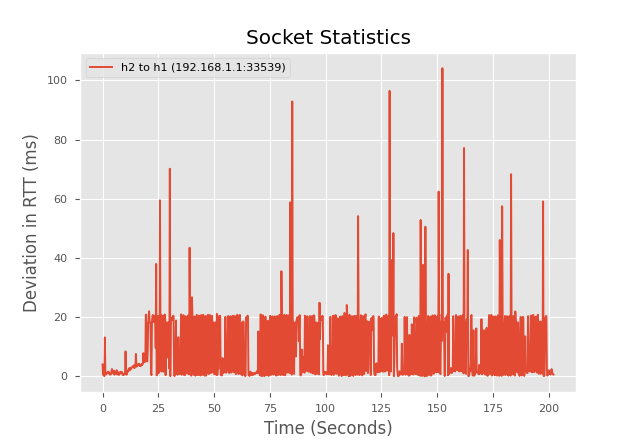 Socket Statistics
h2 to h1 (192.168.1.1:33539)
Deviation in RTT (ms)
100
80
60
40
20
0
0 25 50 75 100 125 150 175 200
Time (Seconds)